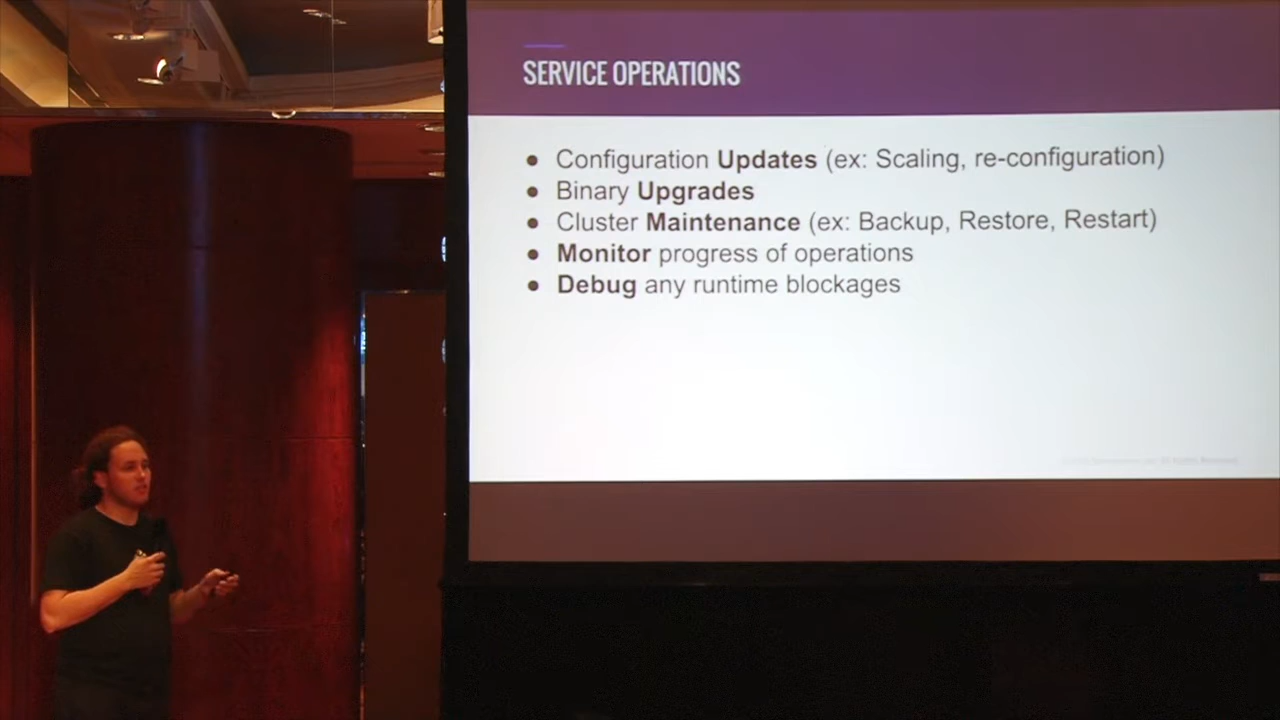 SERVICE OPERATIONS
● Configuration Updates (ex: Scaling, re-configuration)
● Binary Upgrades
● Cluster Maintenance (ex: Backup, Restore, Restart)
● Monitor progress of operations
● Debug any runtime blockages